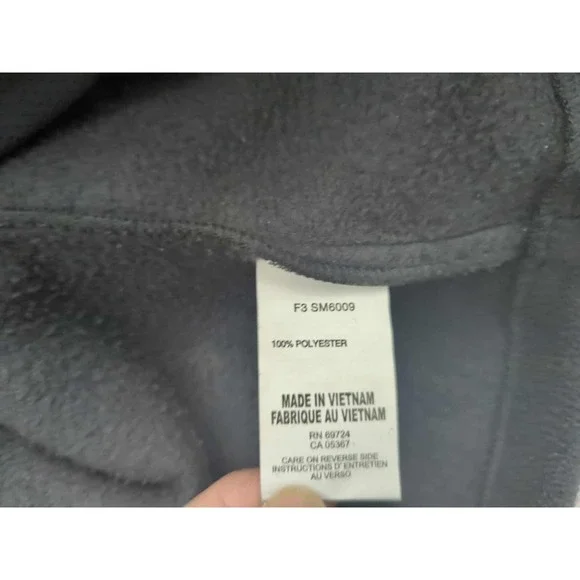 F3 SM6009
100% POLYESTER
MADE IN VIETNAM
FABRIQUE AU VIETNAM
RN 69724
CA 05367
CARE ON REVERSE SIDE
INSTRUCTIONS D'ENTRETIEN
AU VERSO